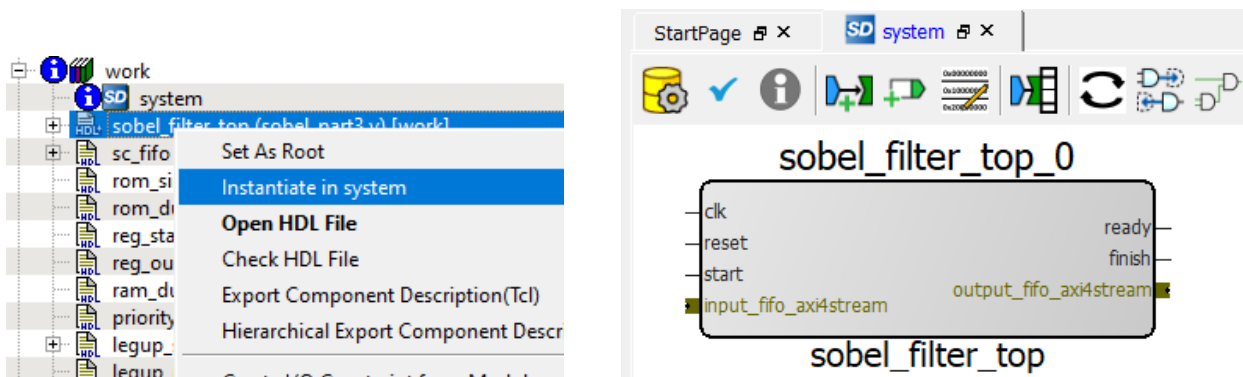 work
SD system
sobel_filter_top (sobel_part3.v) [work]
sc_fifo
rom_si
rom_du
reg_sta
reg_ou
ram_du
priority
legup_
legup
Set As Root
Instantiate in system
Open HDL File
Check HDL File
Export Component Description(Tcl)
Hierarchical Export Component Descr
StartPage
SD system
sobel_filter_top_0
clk
reset
start
input_fifo_axi4stream
ready
finish
output_fifo_axi4stream
sobel_filter_top